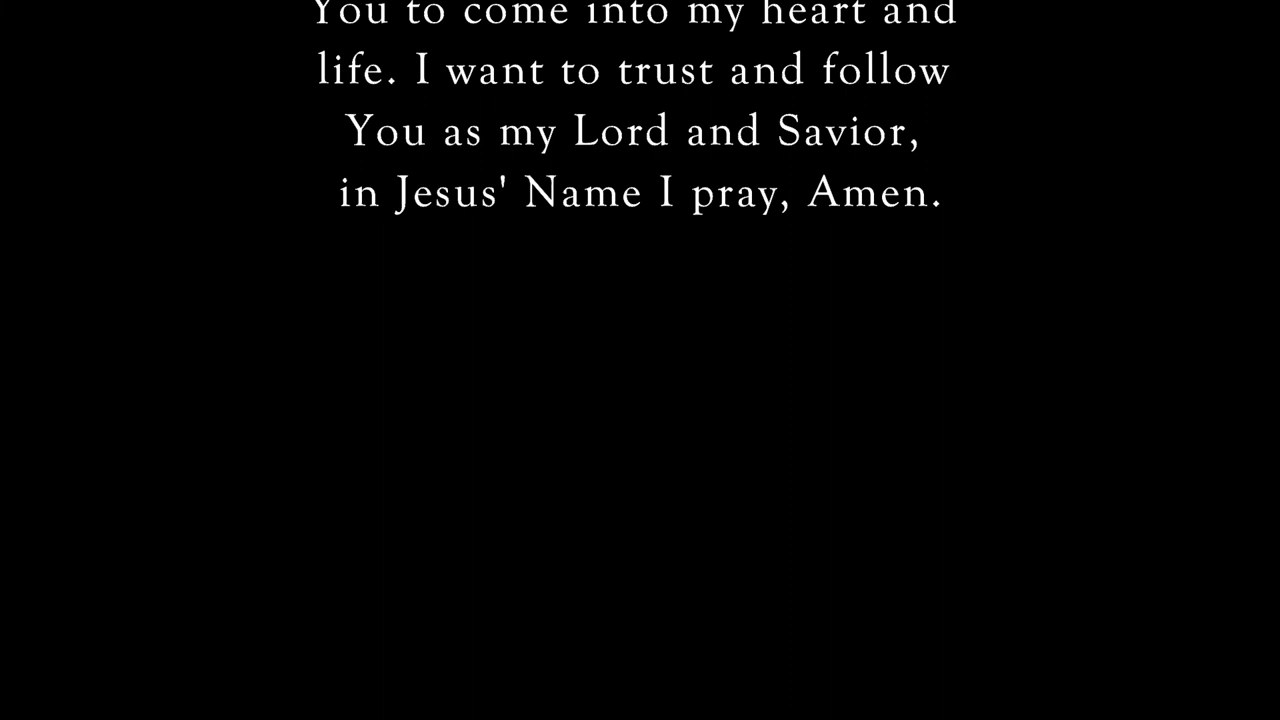 You to come into my heart and
life. I want to trust and follow
You as my Lord and Savior,
in Jesus' Name I pray, Amen.